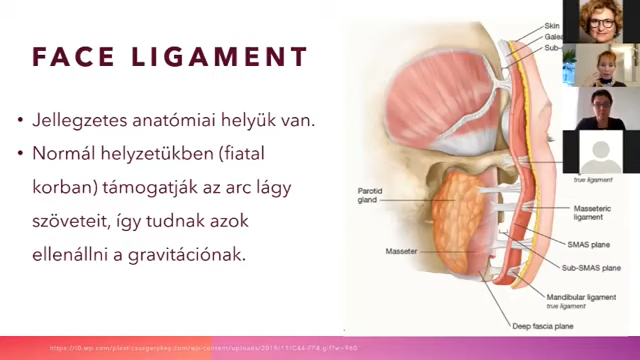 FACE LIGAMENT
• Jellegzetes anatómiai helyük van.
• Normál helyzetükben (fiatal
korban) támogatják az arc lágy
szöveteit, így tudnak azok
ellenállni a gravitációnak.
Skin
Galea
Sub-
Parotid
gland
Masseter
true ligament
Masseteric
ligament
SMAS plane
Sub-SMAS plane
Mandibular ligament
true ligament
Deep fascia plane